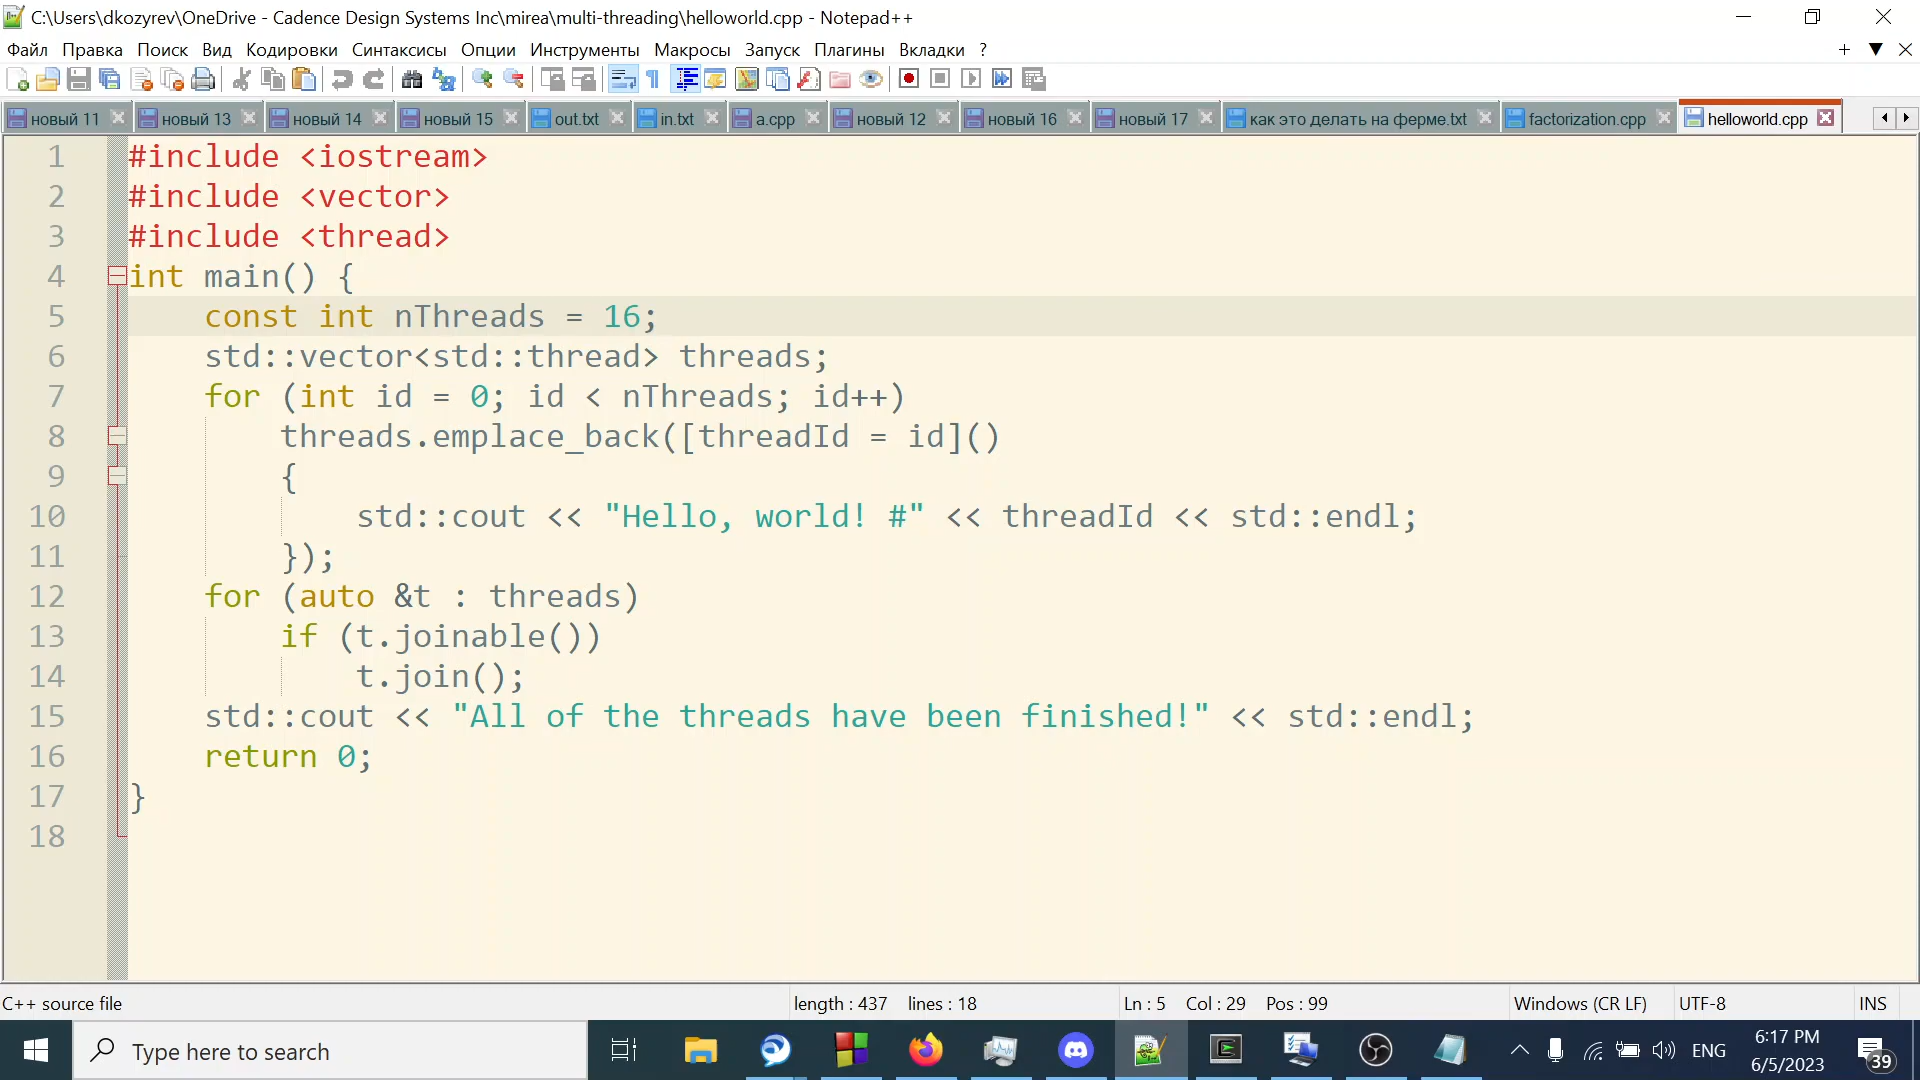 C:\Users\dkozyrev\OneDrive - Cadence Design Systems Inc\mirea\multi-threading\helloworld.cpp - Notepad++
Файл Правка Поиск Вид Кодировки Синтаксисы Опции Инструменты Макросы Запуск Плагины Вкладки ?
новый 11 новый 13 новый 14 новый 15 out.txt in.txt a.cpp новый 12 новый 16 новый 17 как это делать на ферме.txt factorization.cpp helloworld.cpp
1 #include <iostream>
2 #include <vector>
3 #include <thread>
4 int main() {
5 const int nThreads = 16;
6 std::vector<std::thread> threads;
7 for (int id = 0; id < nThreads; id++)
8 threads.emplace_back([threadId = id]()
9 {
10 std::cout << "Hello, world! #" << threadId << std::endl;
11 });
12 for (auto &t : threads)
13 if (t.joinable())
14 t.join();
15 std::cout << "All of the threads have been finished!" << std::endl;
16 return 0;
17 }
18
C++ source file length : 437 lines : 18 Ln : 5 Col : 29 Pos : 99 Windows (CR LF) UTF-8 INS
Type here to search ENG 6:17 PM
6/5/2023 39